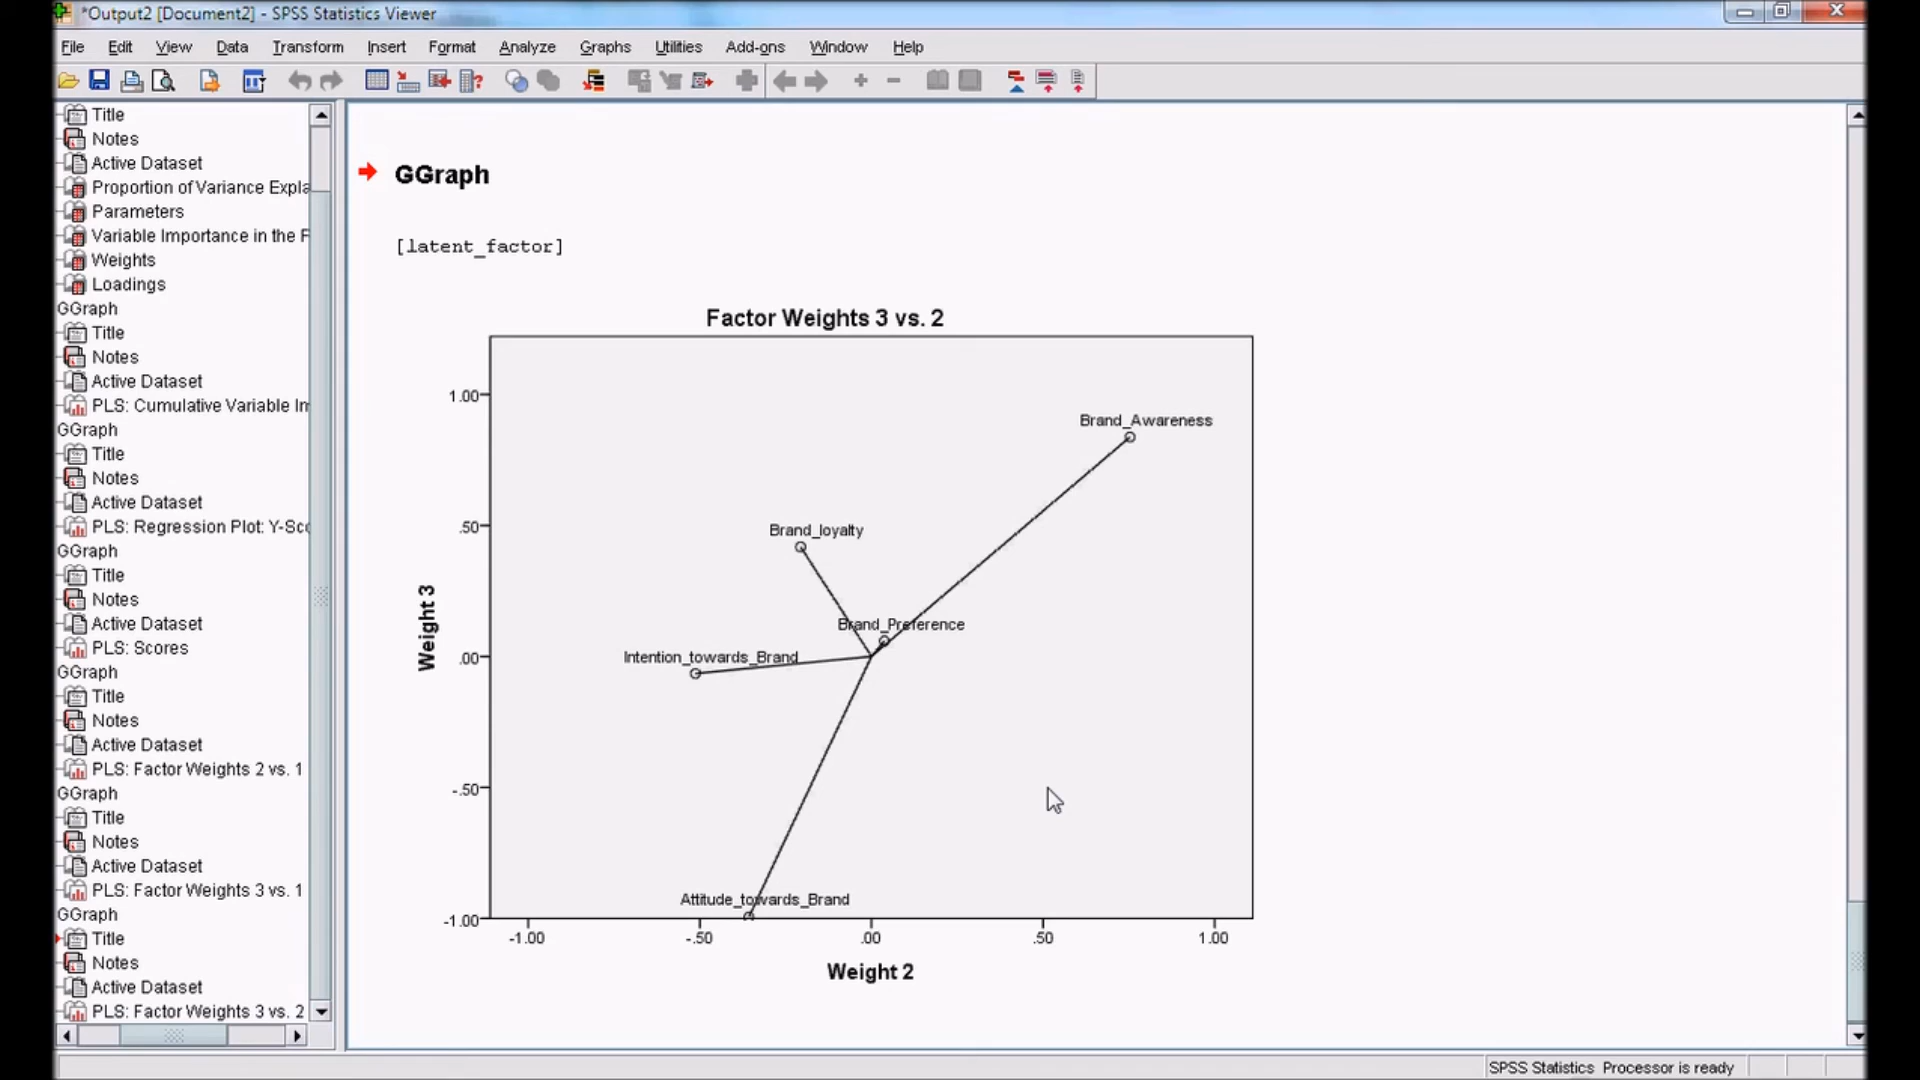 *Output2 [Document2] - SPSS Statistics Viewer
File Edit View Data Transform Insert Format Analyze Graphs Utilities Add-ons Window Help
Title
Notes
Active Dataset
Proportion of Variance Expla
Parameters
Variable Importance in the F
Weights
Loadings
GGraph
Title
Notes
Active Dataset
PLS: Cumulative Variable Im
GGraph
Title
Notes
Active Dataset
PLS: Regression Plot: Y-Sco
GGraph
Title
Notes
Active Dataset
PLS: Scores
GGraph
Title
Notes
Active Dataset
PLS: Factor Weights 2 vs. 1
GGraph
Title
Notes
Active Dataset
PLS: Factor Weights 3 vs. 1
GGraph
Title
Notes
Active Dataset
PLS: Factor Weights 3 vs. 2
GGraph
[latent_factor]
Factor Weights 3 vs. 2
1.00
.50
.00
-.50
-1.00
Weight 3
Brand_Awareness
Brand_loyalty
Brand_Preference
Intention_towards_Brand
Attitude_towards_Brand
-1.00 -.50 .00 .50 1.00
Weight 2
SPSS Statistics Processor is ready